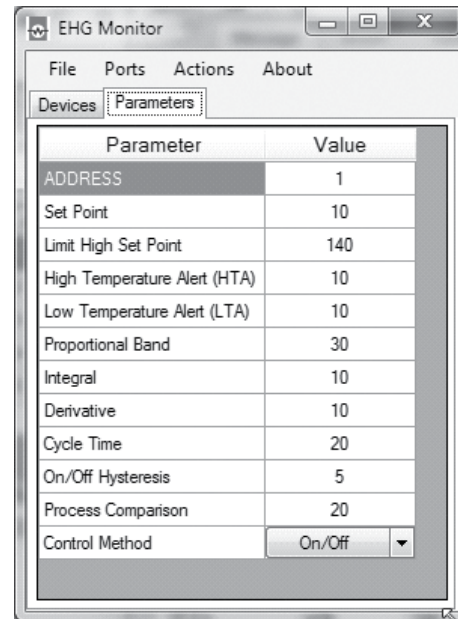 EHG Monitor
File Ports Actions About
Devices Parameters
Parameter Value
ADDRESS 1
Set Point 10
Limit High Set Point 140
High Temperature Alert (HTA) 10
Low Temperature Alert (LTA) 10
Proportional Band 30
Integral 10
Derivative 10
Cycle Time 20
On/Off Hysteresis 5
Process Comparison 20
Control Method On/Off